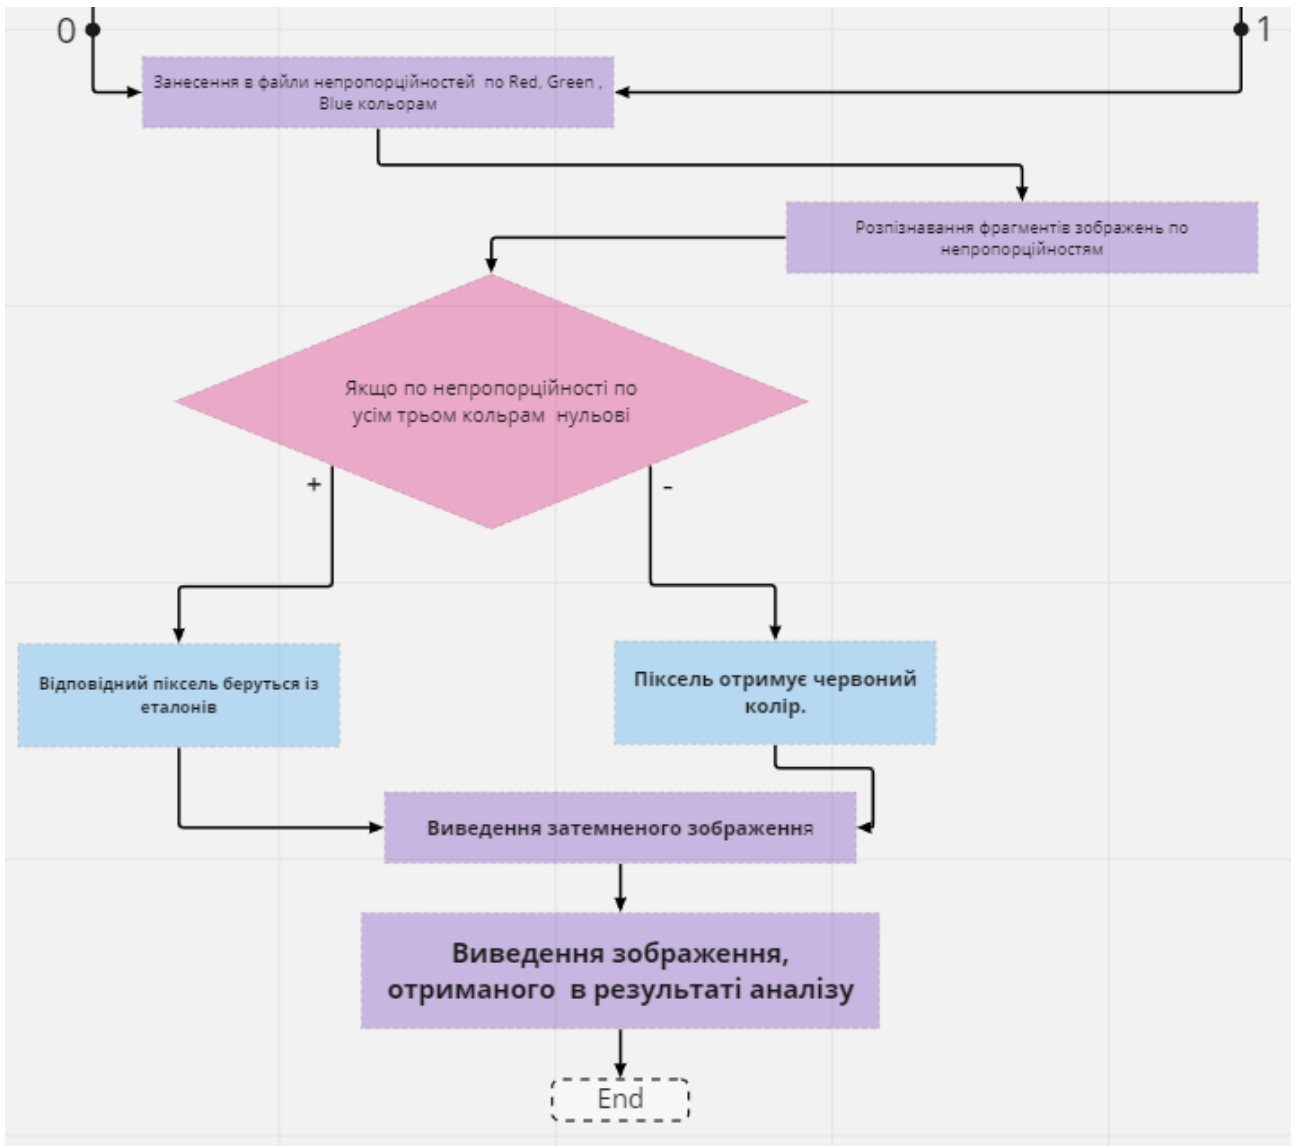 0
1
Занесення в файли непропорційностей по Red, Green ,
Blue кольорам
Розпізнавання фрагментів зображень по
непропорційностям
Якщо по непропорційності по
усім трьом кольрам нульові
+
-
Відповідний піксель беруться із
еталонів
Піксель отримує червоний
колір.
Виведення затемненого зображення
Виведення зображення,
отриманого в результаті аналізу
End